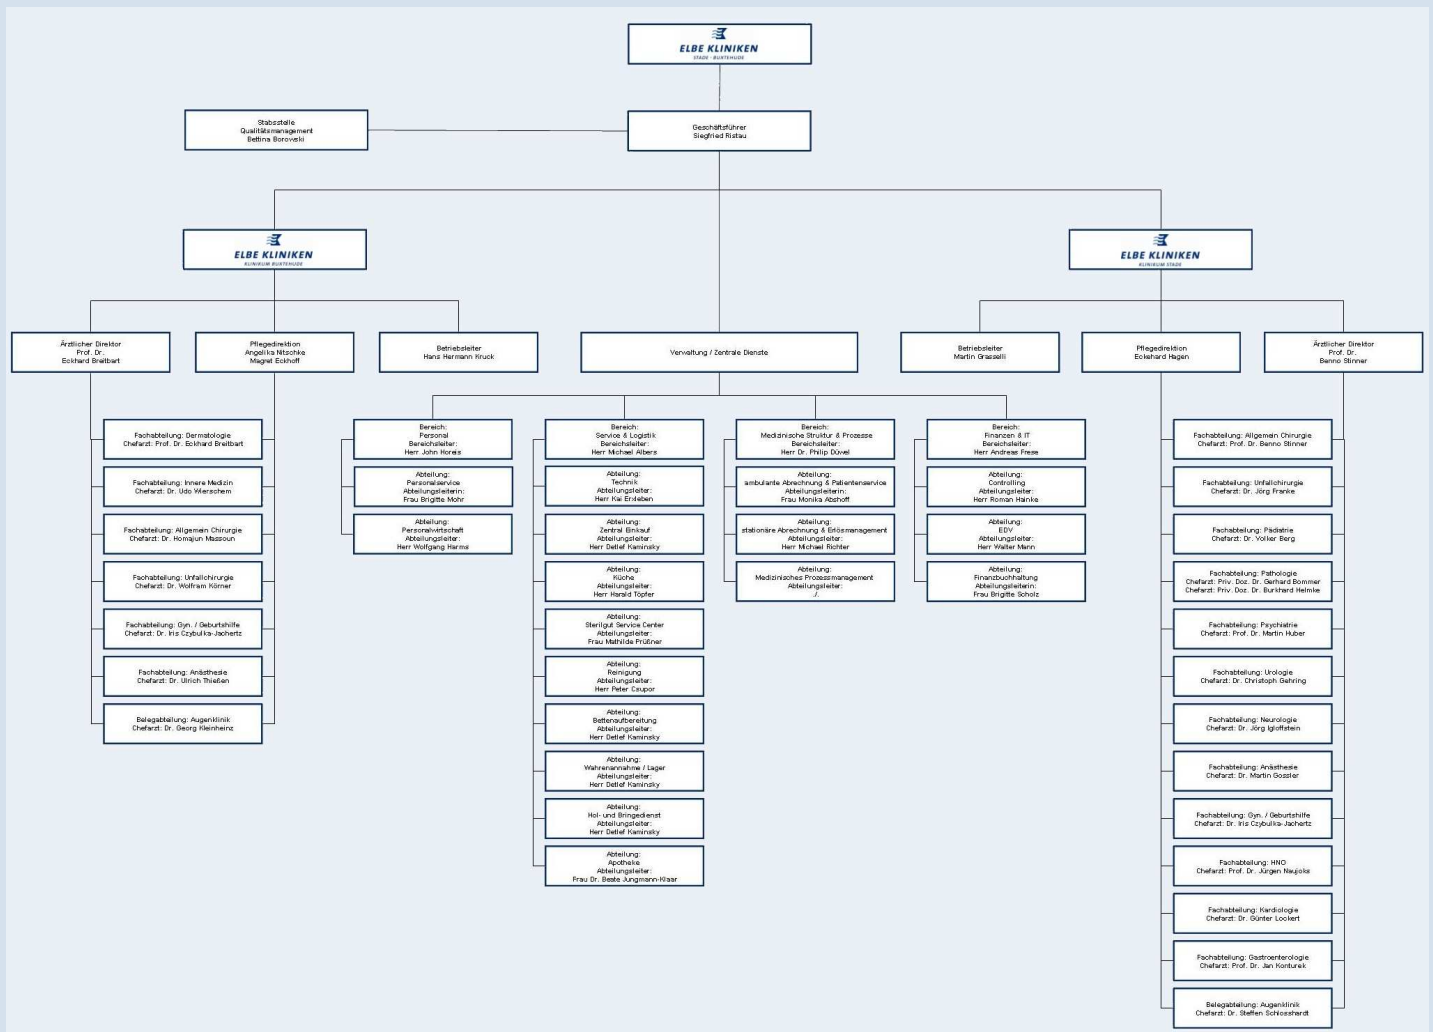 ELBE KLINIKEN
STADE - BUXTEHUDE
Stabsstelle
Qualitätsmanagement
Bettina Borowski
Geschäftsführer
Siegfried Ristau
ELBE KLINIKEN
KLINIKUM BUXTEHUDE
ELBE KLINIKEN
KLINIKUM STADE
Ärztlicher Direktor
Prof. Dr.
Eckhard Breitbart
Pflegedirektion
Angelika Nitschke
Magret Eckhoff
Betriebsleiter
Hans Hermann Kruck
Verwaltung / Zentrale Dienste
Betriebsleiter
Martin Grasselli
Pflegedirektion
Eckehard Hagen
Ärztlicher Direktor
Prof. Dr.
Benno Stinner
Fachabteilung: Dermatologie
Chefarzt: Prof. Dr. Eckhard Breitbart
Fachabteilung: Innere Medizin
Chefarzt: Dr. Udo Wierschem
Fachabteilung: Allgemein Chirurgie
Chefarzt: Dr. Homajun Massoun
Fachabteilung: Unfallchirurgie
Chefarzt: Dr. Wolfram Körner
Fachabteilung: Gyn. / Geburtshilfe
Chefarzt: Dr. Iris Czybulka-Jachertz
Fachabteilung: Anästhesie
Chefarzt: Dr. Ulrich Thießen
Belegabteilung: Augenklinik
Chefarzt: Dr. Georg Kleinheinz
Bereich:
Personal
Bereichsleiter:
Herr John Horeis
Abteilung:
Personalservice
Abteilungsleiterin:
Frau Brigitte Mohr
Abteilung:
Personalwirtschaft
Abteilungsleiter:
Herr Wolfgang Harms
Bereich:
Service & Logistik
Bereichsleiter:
Herr Michael Albers
Abteilung:
Technik
Abteilungsleiter:
Herr Kai Ersleben
Abteilung:
Zentral Einkauf
Abteilungsleiter:
Herr Detlef Kaminsky
Abteilung:
Küche
Abteilungsleiter:
Herr Harald Töpfer
Abteilung:
Sterilgut Service Center
Abteilungsleiter:
Frau Mathilde Prüßner
Abteilung:
Reinigung
Abteilungsleiter:
Herr Peter Csupor
Abteilung:
Bettenaufbereitung
Abteilungsleiter:
Herr Detlef Kaminsky
Abteilung:
Wahrenannahme / Lager
Abteilungsleiter:
Herr Detlef Kaminsky
Abteilung:
Hol- und Bringedienst
Abteilungsleiter:
Herr Detlef Kaminsky
Abteilung:
Apotheke
Abteilungsleiter:
Frau Dr. Beate Jungmann-Klaar
Bereich:
Medizinische Struktur & Prozesse
Bereichsleiter:
Herr Dr. Philip Düwel
Abteilung:
ambulante Abrechnung & Patientenservice
Abteilungsleiterin:
Frau Monika Abshoff
Abteilung:
stationäre Abrechnung & Erlösmanagement
Abteilungsleiter:
Herr Michael Richter
Abteilung:
Medizinisches Prozessmanagement
Abteilungsleiter:
./.
Bereich:
Finanzen & IT
Bereichsleiter:
Herr Andreas Frese
Abteilung:
Controlling
Abteilungsleiter:
Herr Roman Hainke
Abteilung:
EDV
Abteilungsleiter:
Herr Walter Mann
Abteilung:
Finanzbuchhaltung
Abteilungsleiterin:
Frau Brigitte Scholz
Fachabteilung: Allgemein Chirurgie
Chefarzt: Prof. Dr. Benno Stinner
Fachabteilung: Unfallchirurgie
Chefarzt: Dr. Jörg Franke
Fachabteilung: Pädiatrie
Chefarzt: Dr. Volker Berg
Fachabteilung: Pathologie
Chefarzt: Priv. Doz. Dr. Gerhard Bommer
Chefarzt: Priv. Doz. Dr. Burkhard Helmke
Fachabteilung: Psychiatrie
Chefarzt: Prof. Dr. Martin Huber
Fachabteilung: Urologie
Chefarzt: Dr. Christoph Gehring
Fachabteilung: Neurologie
Chefarzt: Dr. Jörg Igloffstein
Fachabteilung: Anästhesie
Chefarzt: Dr. Martin Gossler
Fachabteilung: Gyn. / Geburtshilfe
Chefarzt: Dr. Iris Czybulka-Jachertz
Fachabteilung: HNO
Chefarzt: Prof. Dr. Jürgen Naujoks
Fachabteilung: Kardiologie
Chefarzt: Dr. Günter Lockert
Fachabteilung: Gastroenterologie
Chefarzt: Prof. Dr. Jan Konturek
Belegabteilung: Augenklinik
Chefarzt: Dr. Steffen Schlosshardt